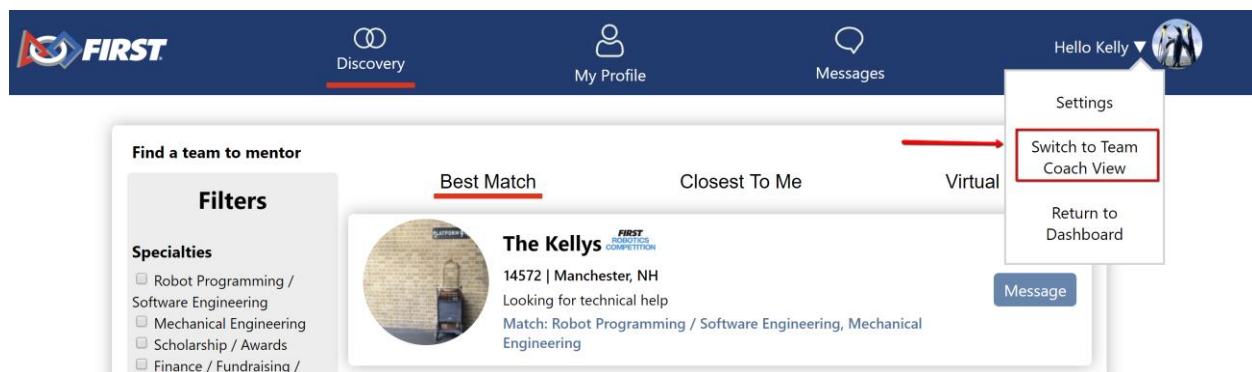 FIRST
Discovery
My Profile
Messages
Hello Kelly ▼
Settings
Switch to Team
Coach View
Return to
Dashboard
Find a team to mentor
Filters
Specialties
Robot Programming /
Software Engineering
Mechanical Engineering
Scholarship / Awards
Finance / Fundraising /
Best Match
Closest To Me
Virtual
PLATFORM
The Kellys
FIRST
ROBOTICS
COMPETITION
14572 | Manchester, NH
Looking for technical help
Match: Robot Programming / Software Engineering, Mechanical
Engineering
Message